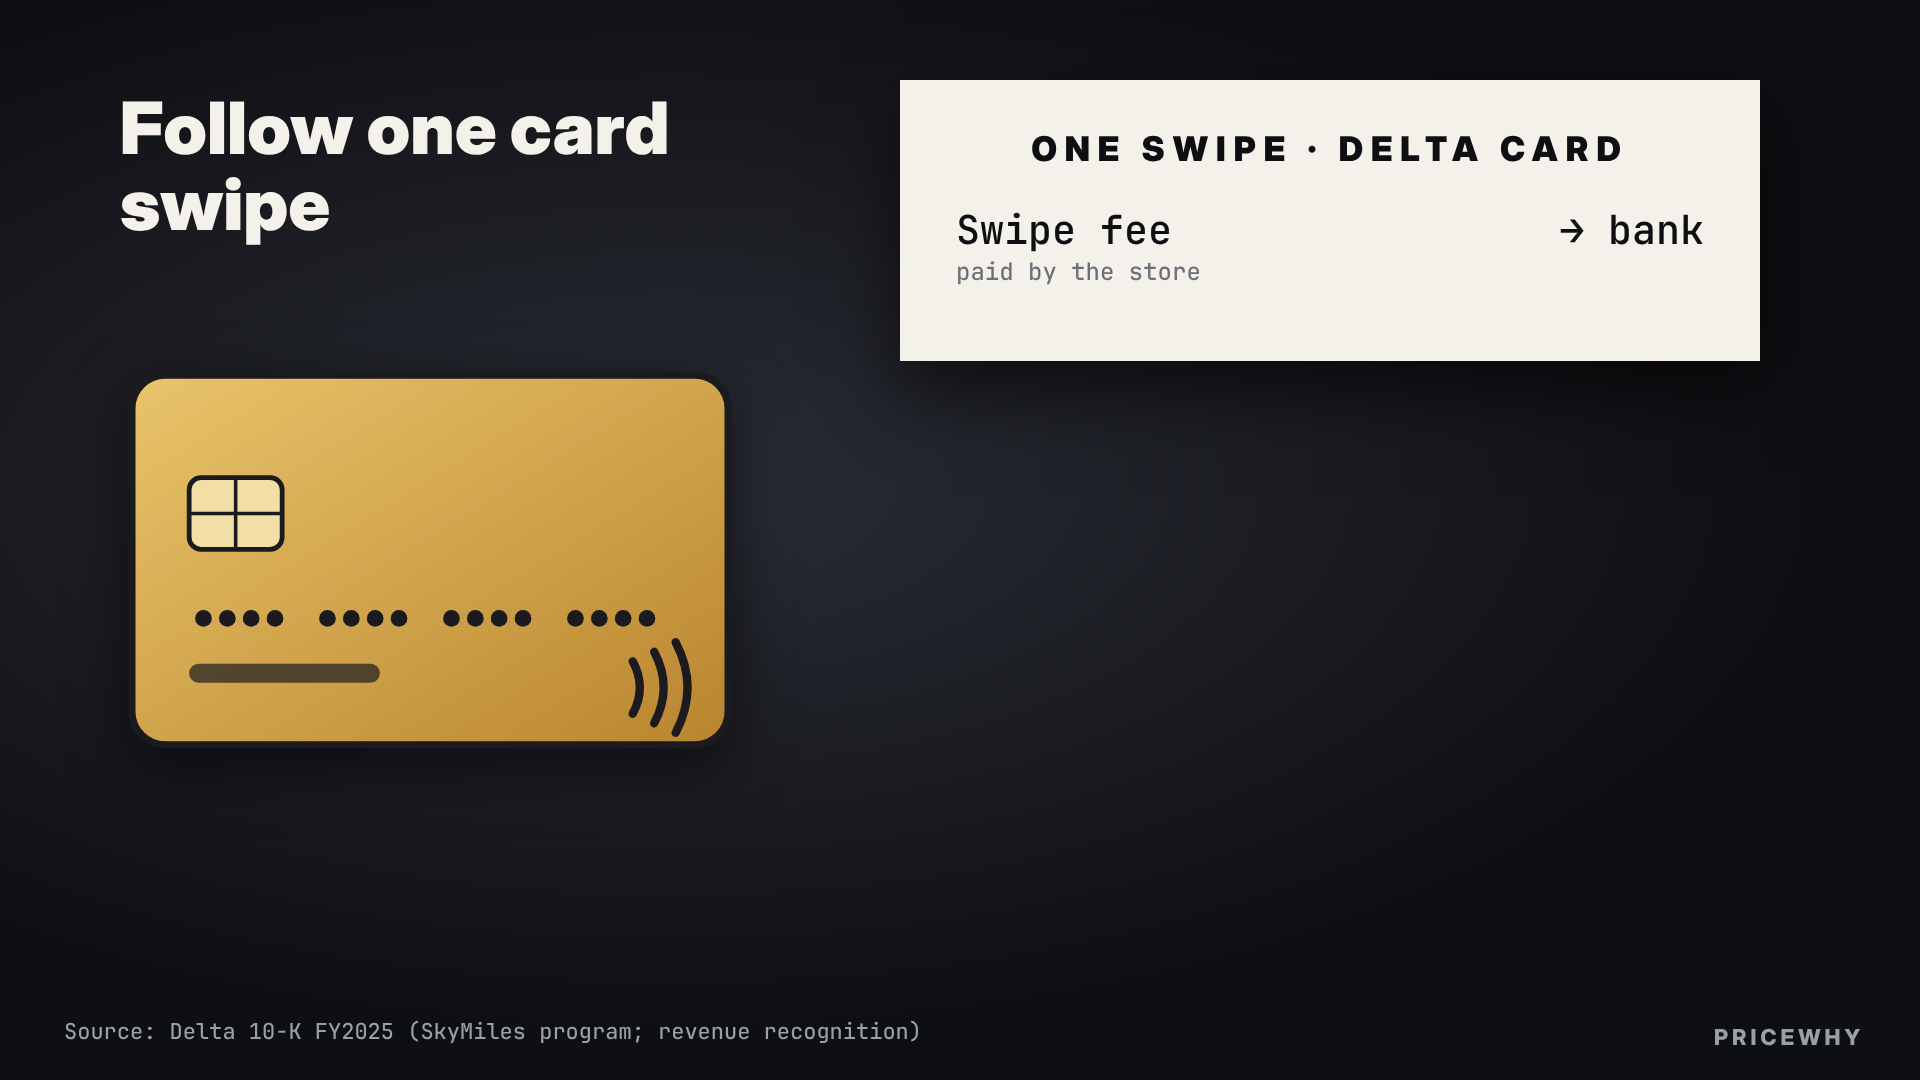 Follow one card
swipe
ONE SWIPE · DELTA CARD
Swipe fee → bank
paid by the store
Source: Delta 10-K FY2025 (SkyMiles program; revenue recognition)
PRICEWHY